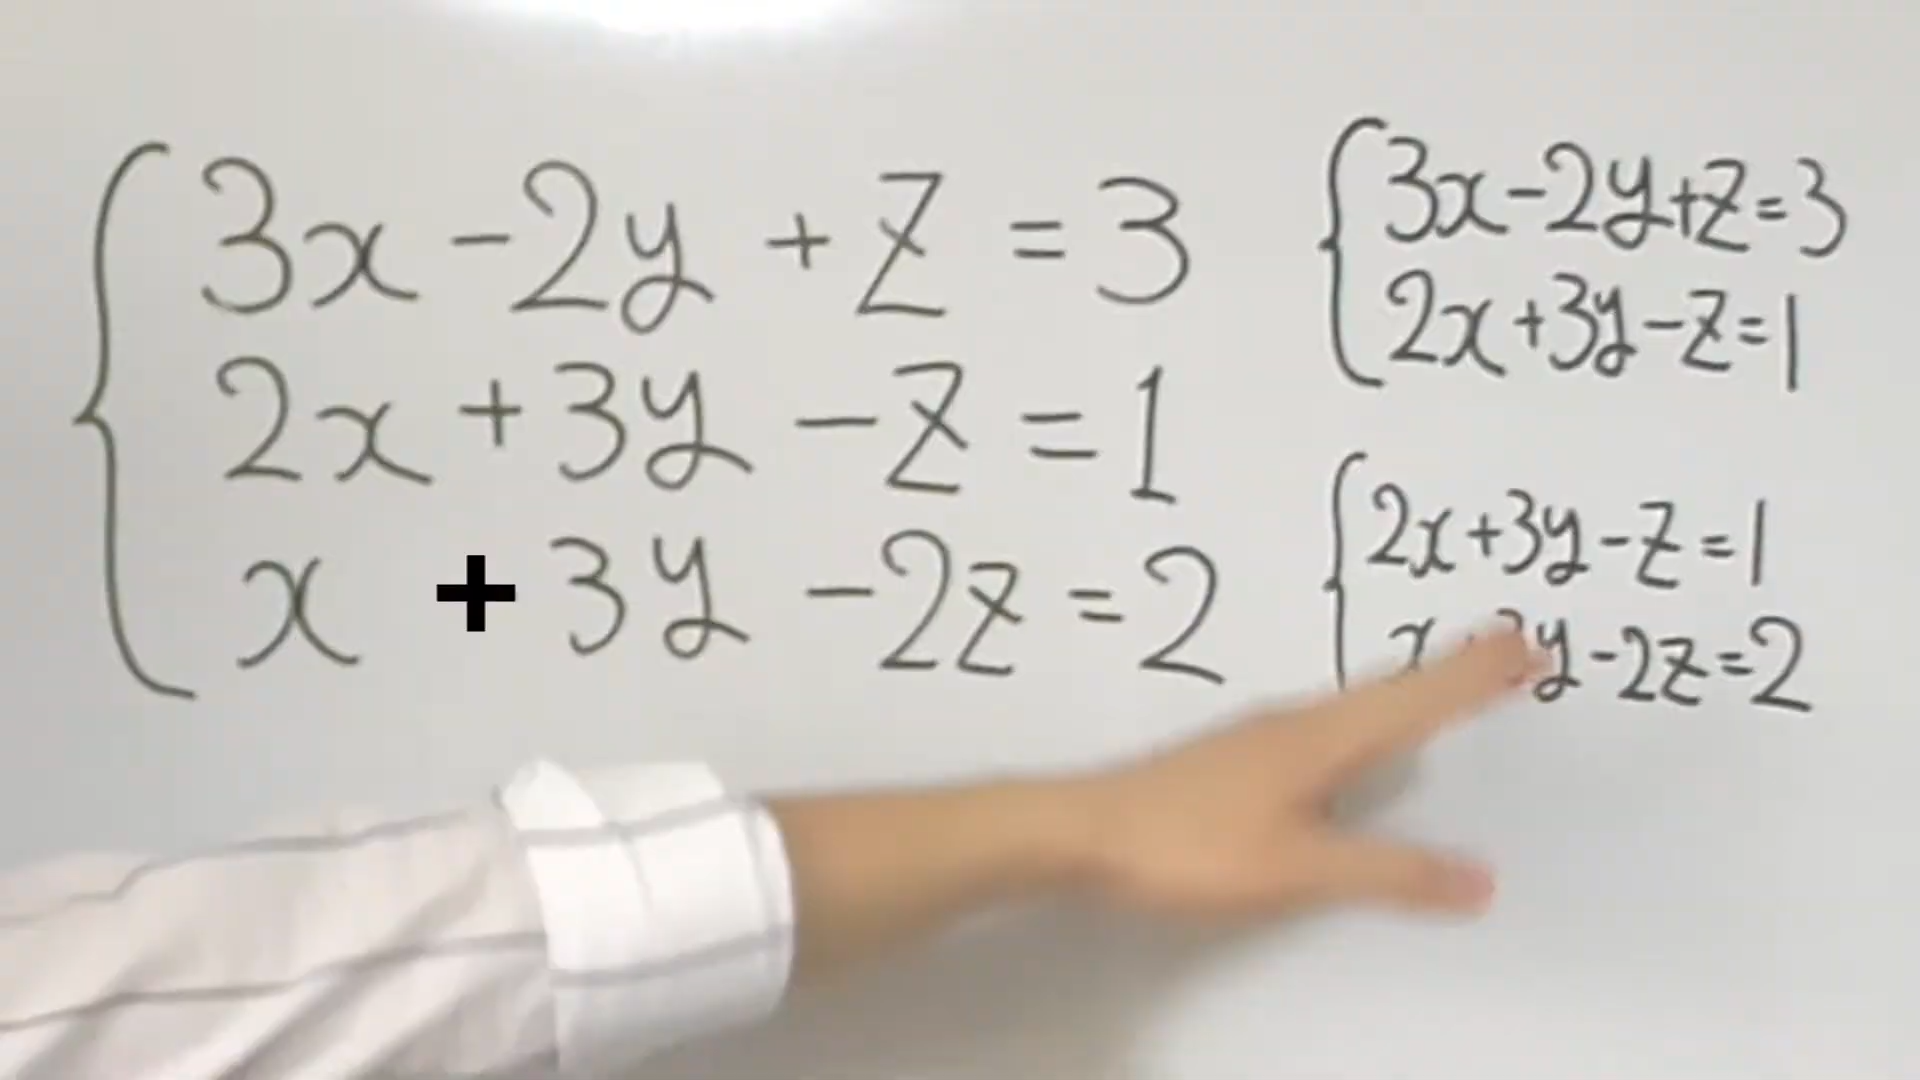 3x - 2y + z = 3
2x + 3y - z = 1
x + 3y - 2z = 2
3x - 2y + z = 3
2x + 3y - z = 1
2x + 3y - z = 1
x + 3y - 2z = 2